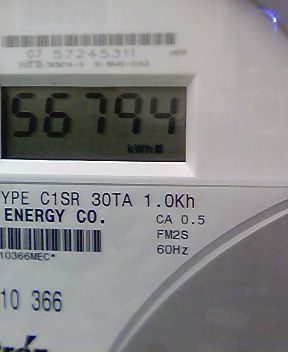 07 57245311
56794
kWh
YPE C1SR 30TA 1.0Kh
ENERGY CO. CA 0.5
FM2S
10366MEC* 60Hz
10 366